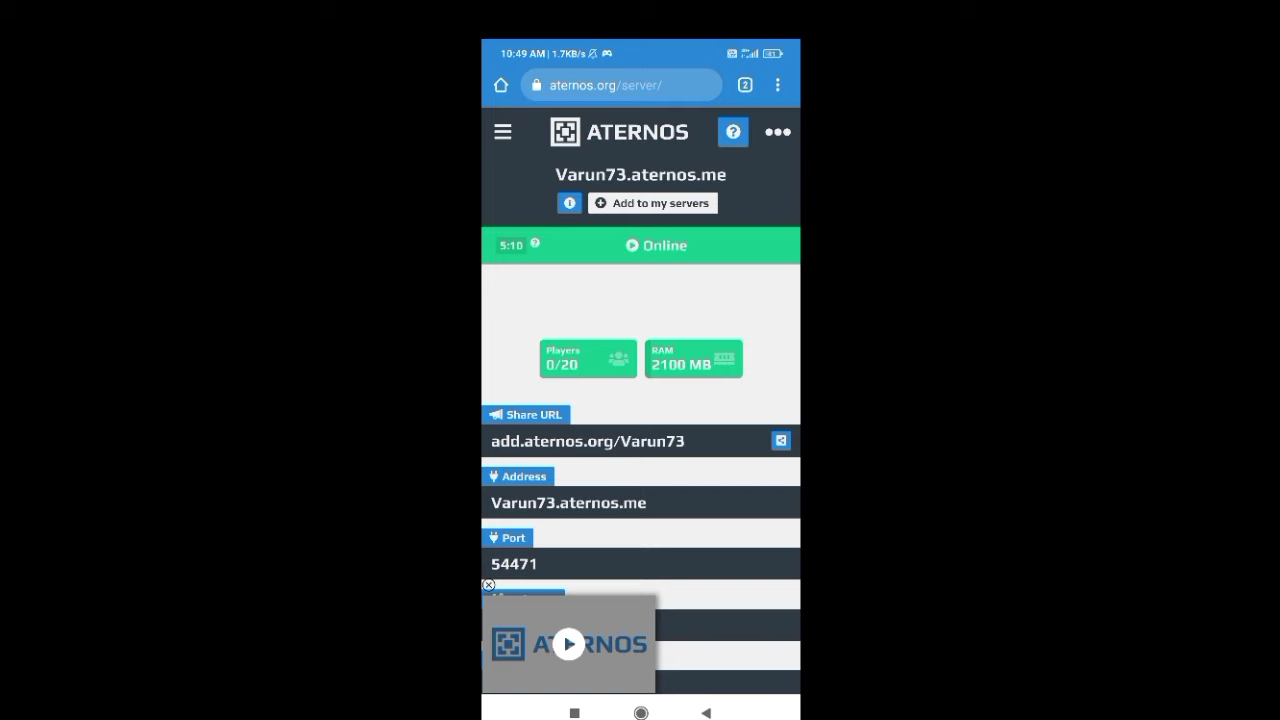 10:49 AM | 1.7KB/s
aternos.org/server/
2
ATERNOS
Varun73.aternos.me
Add to my servers
5:10
Online
Players
0/20
RAM
2100 MB
Share URL
add.aternos.org/Varun73
Address
Varun73.aternos.me
Port
54471
ATERNOS